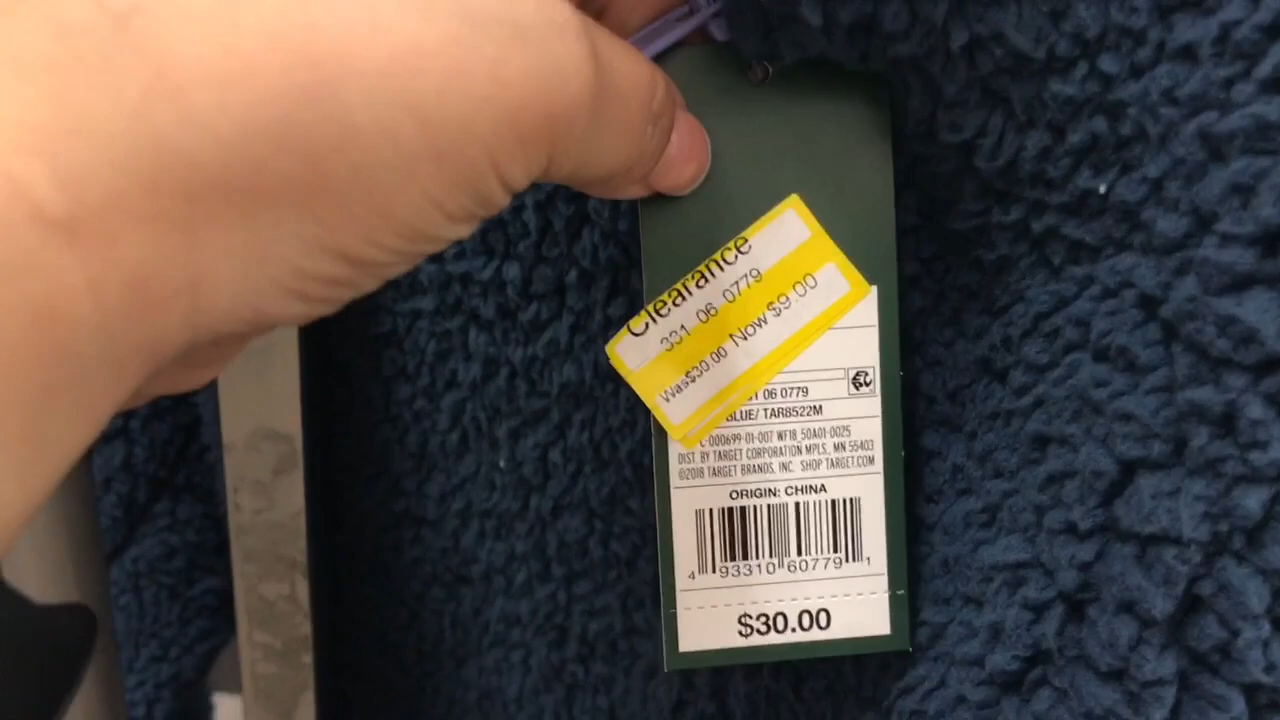 Clearance
331 06 0779
Was$30.00 Now $9.00
06 0779
BLUE/ TAR8522M
C-000699-01-007 WF18_50A01-0025
DIST. BY TARGET CORPORATION MPLS., MN 55403
©2018 TARGET BRANDS, INC. SHOP TARGET.COM
ORIGIN: CHINA
4 93310 60779 1
$30.00